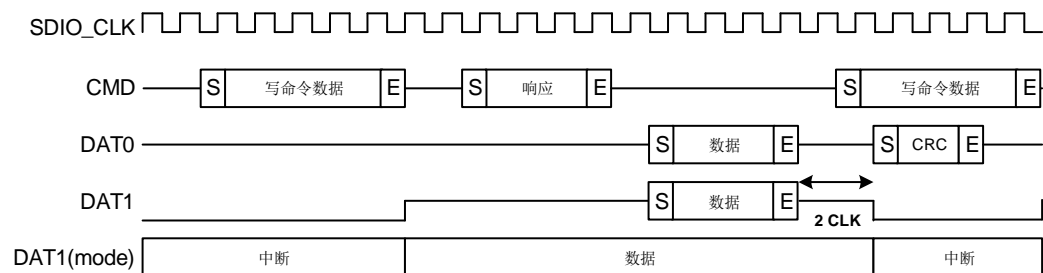 SDIO_CLK
CMD S 写命令数据 E S 响应 E S 写命令数据 E
DAT0 S 数据 E S CRC E
DAT1 S 数据 E
2 CLK
DAT1(mode) 中断 数据 中断